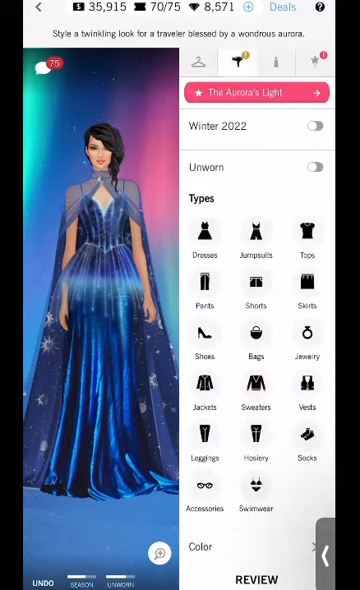 $ 35,915 70/75 8,571 Deals ?
Style a twinkling look for a traveler blessed by a wondrous aurora.
75
The Aurora's Light
Winter 2022
Unworn
Types
Dresses Jumpsuits Tops
Pants Shorts Skirts
Shoes Bags Jewelry
Jackets Sweaters Vests
Leggings Hosiery Socks
Accessories Swimwear
Color
UNDO SEASON UNWORN REVIEW